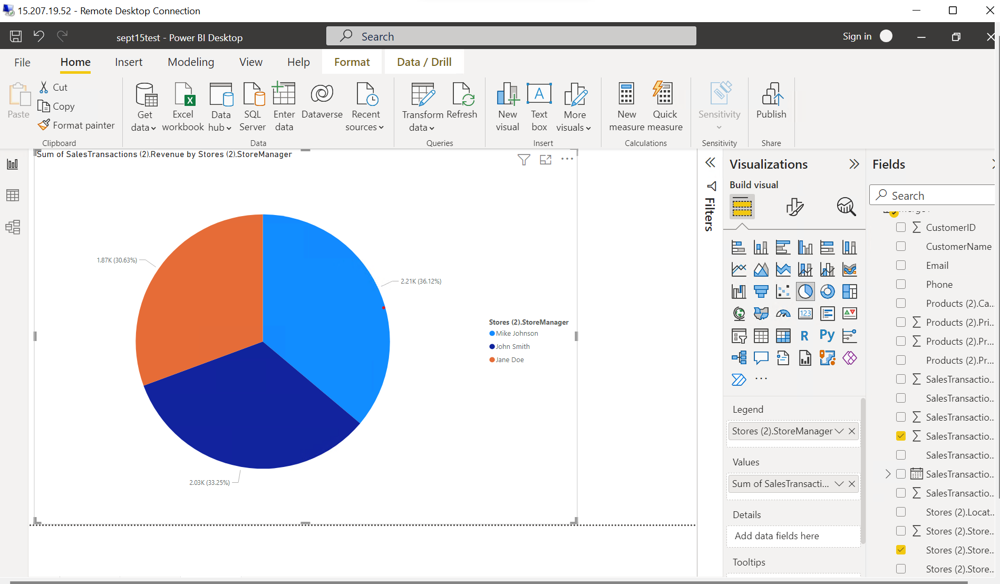 15.207.19.52 - Remote Desktop Connection
sept15test - Power BI Desktop
Search
Sign in
File
Home
Insert
Modeling
View
Help
Format
Data / Drill
Paste
Cut
Copy
Format painter
Clipboard
Get data
Excel workbook
Data hub
SQL Server
Enter data
Dataverse
Recent sources
Data
Transform data
Refresh
Queries
New visual
Text box
More visuals
Insert
New measure
Quick measure
Calculations
Sensitivity
Sensitivity
Publish
Share
Sum of SalesTransactions (2).Revenue by Stores (2).StoreManager
1.87K (30.63%)
2.21K (36.12%)
2.03K (33.25%)
Stores (2).StoreManager
Mike Johnson
John Smith
Jane Doe
Filters
Visualizations
Build visual
123
R
Py
Legend
Stores (2).StoreManager
Values
Sum of SalesTransacti...
Details
Add data fields here
Tooltips
Fields
Search
CustomerID
CustomerName
Email
Phone
Products (2).Ca...
Products (2).Pri...
Products (2).Pr...
Products (2).Pr...
SalesTransactio...
SalesTransactio...
SalesTransactio...
SalesTransactio...
SalesTransactio...
SalesTransactio...
SalesTransactio...
Stores (2).Locat...
Stores (2).Store...
Stores (2).Store...
Stores (2).Store...